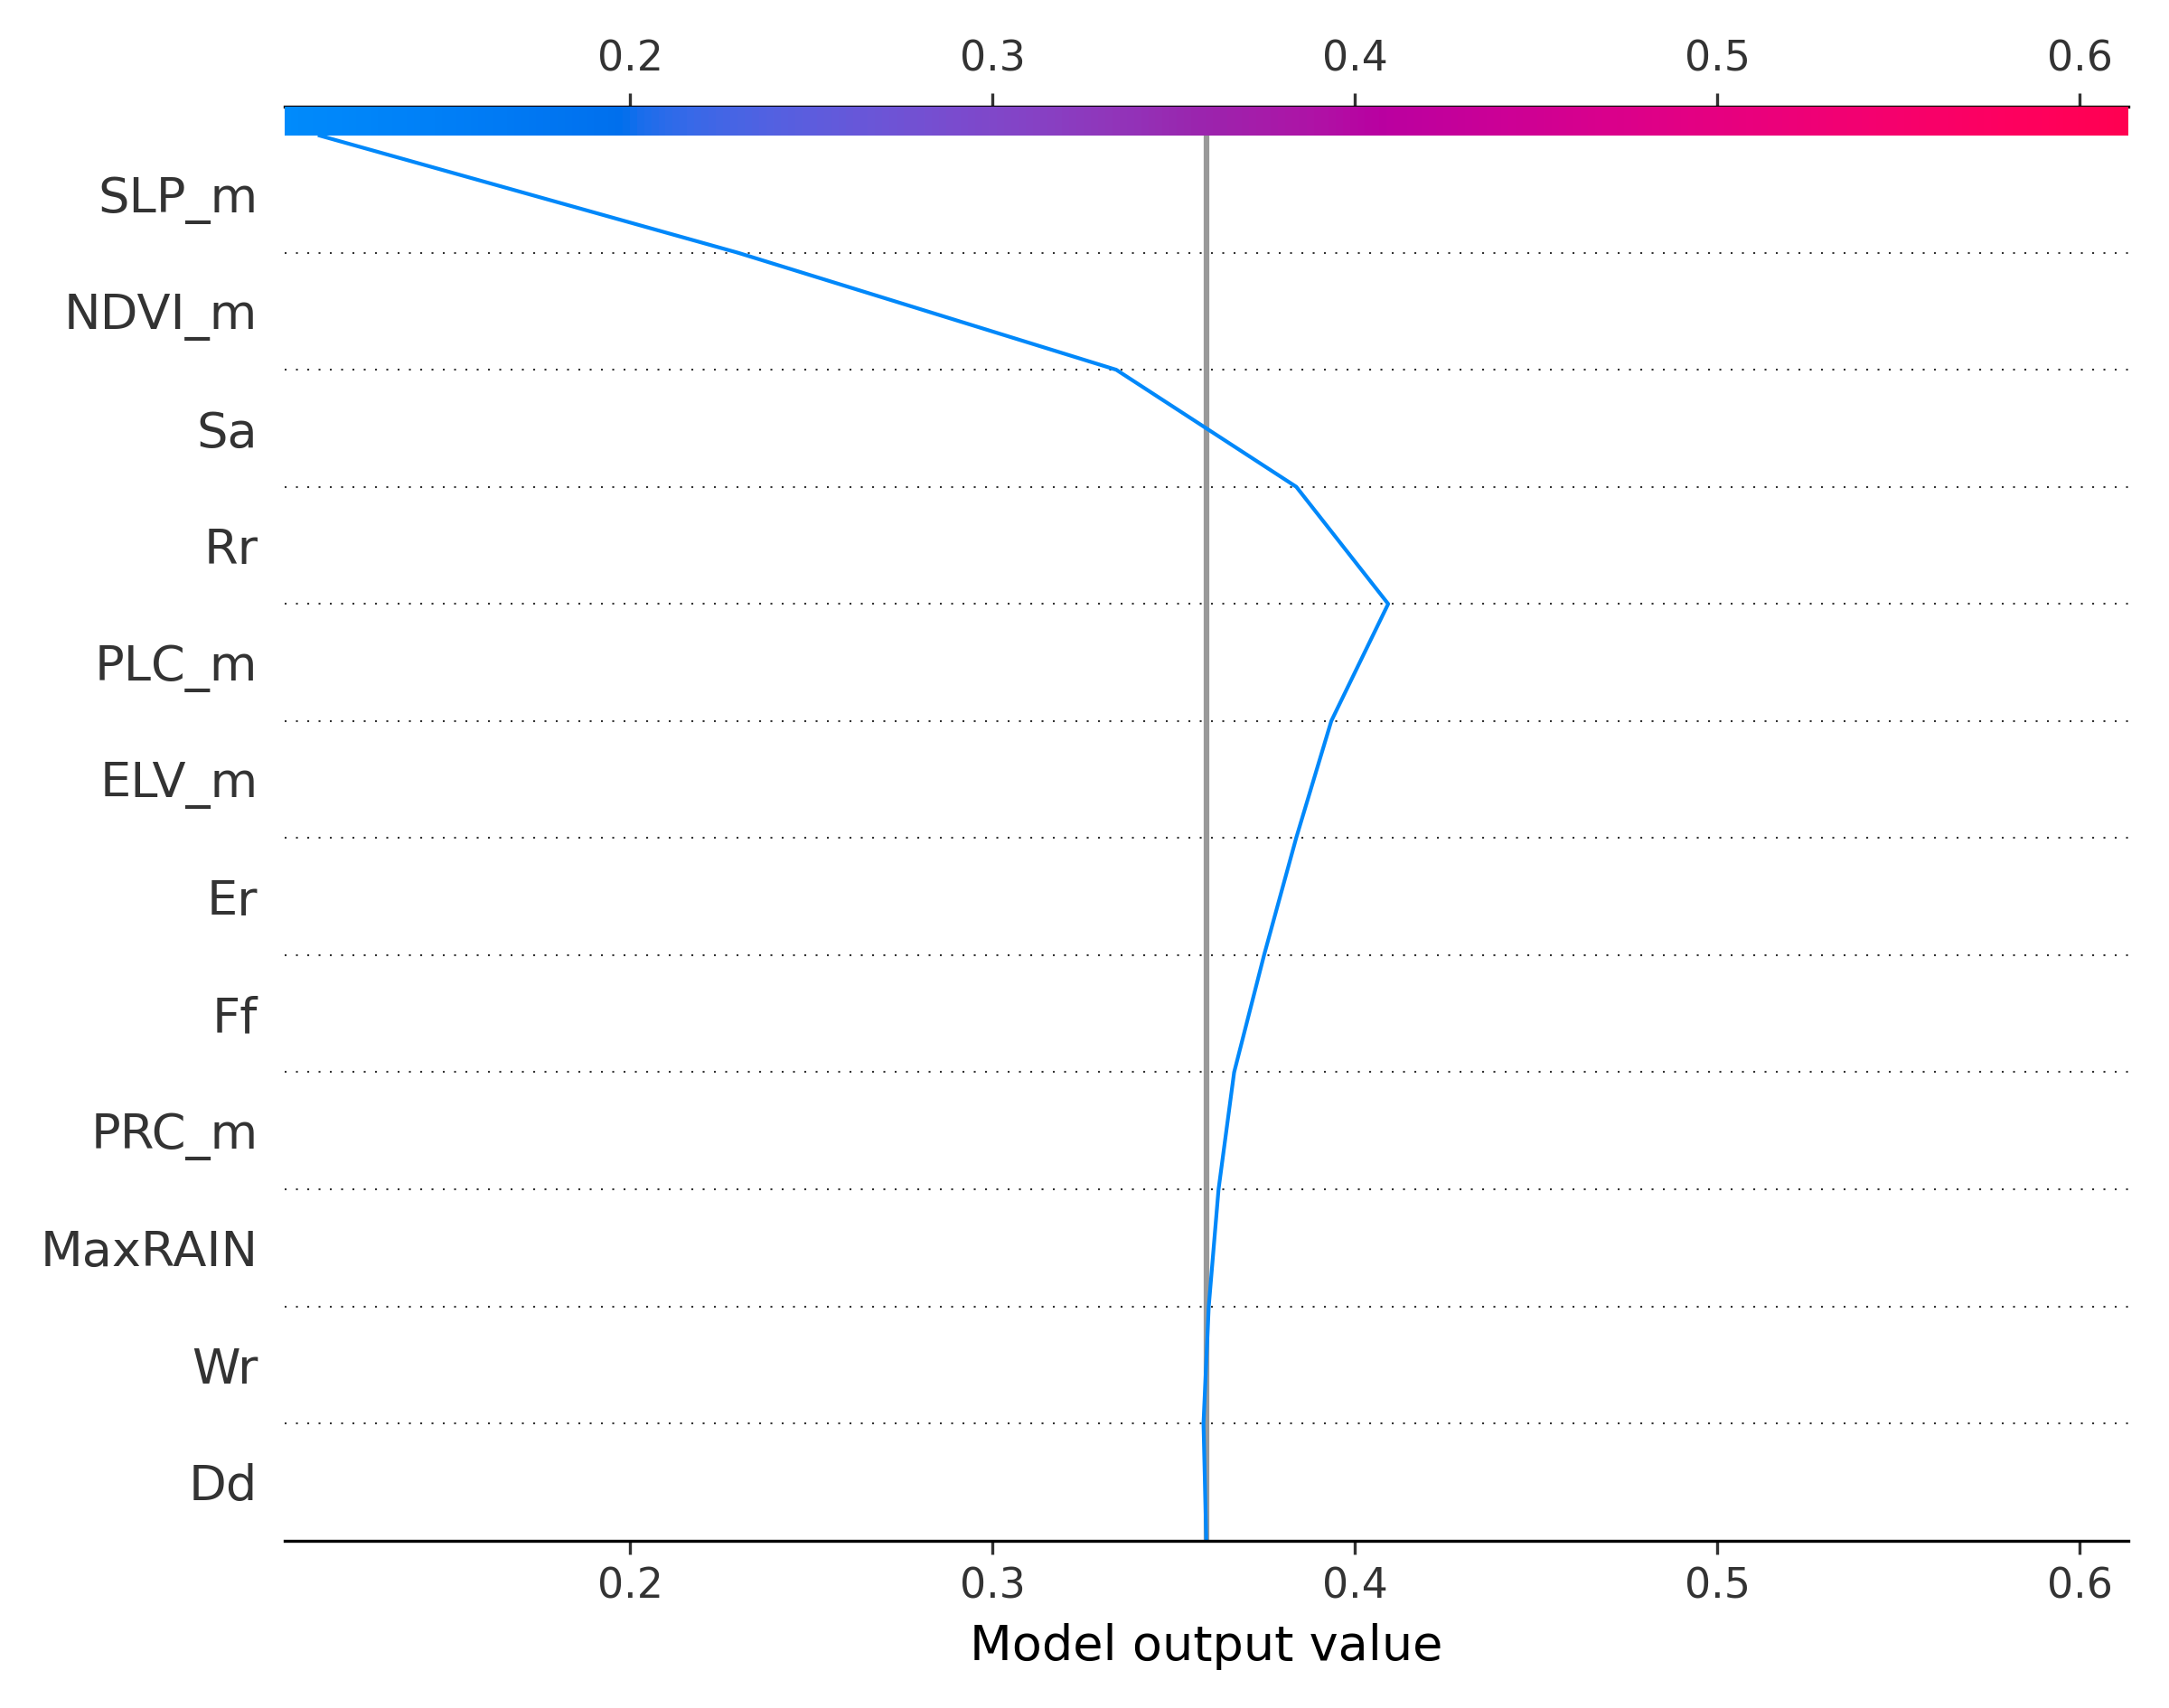 0.2 0.3 0.4 0.5 0.6
SLP_m
NDVI_m
Sa
Rr
PLC_m
ELV_m
Er
Ff
PRC_m
MaxRAIN
Wr
Dd
0.2 0.3 0.4 0.5 0.6
Model output value